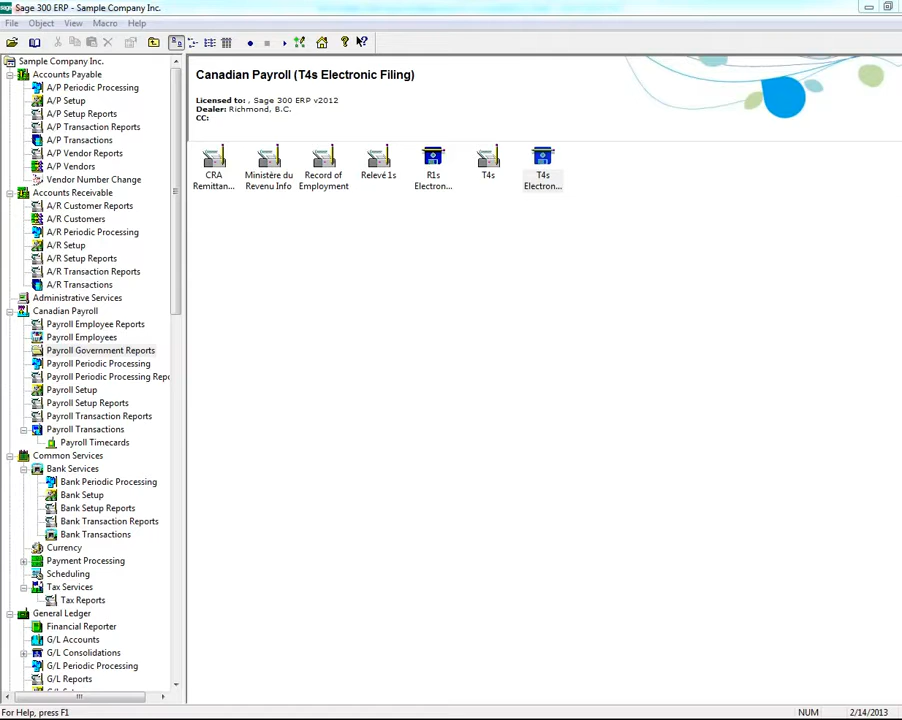 Sage 300 ERP - Sample Company Inc.
File Object View Macro Help
Sample Company Inc.
Accounts Payable
A/P Periodic Processing
A/P Setup
A/P Setup Reports
A/P Transaction Reports
A/P Transactions
A/P Vendor Reports
A/P Vendors
Vendor Number Change
Accounts Receivable
A/R Customer Reports
A/R Customers
A/R Periodic Processing
A/R Setup
A/R Setup Reports
A/R Transaction Reports
A/R Transactions
Administrative Services
Canadian Payroll
Payroll Employee Reports
Payroll Employees
Payroll Government Reports
Payroll Periodic Processing
Payroll Periodic Processing Repo
Payroll Setup
Payroll Setup Reports
Payroll Transaction Reports
Payroll Transactions
Payroll Timecards
Common Services
Bank Services
Bank Periodic Processing
Bank Setup
Bank Setup Reports
Bank Transaction Reports
Bank Transactions
Currency
Payment Processing
Scheduling
Tax Services
Tax Reports
General Ledger
Financial Reporter
G/L Accounts
G/L Consolidations
G/L Periodic Processing
G/L Reports
Canadian Payroll (T4s Electronic Filing)
Licensed to: , Sage 300 ERP v2012
Dealer: Richmond, B.C.
CC:
CRA
Remittan...
Ministère du
Revenu Info
Record of
Employment
Relevé 1s
R1s
Electron...
T4s
T4s
Electron...
For Help, press F1
NUM
2/14/2013